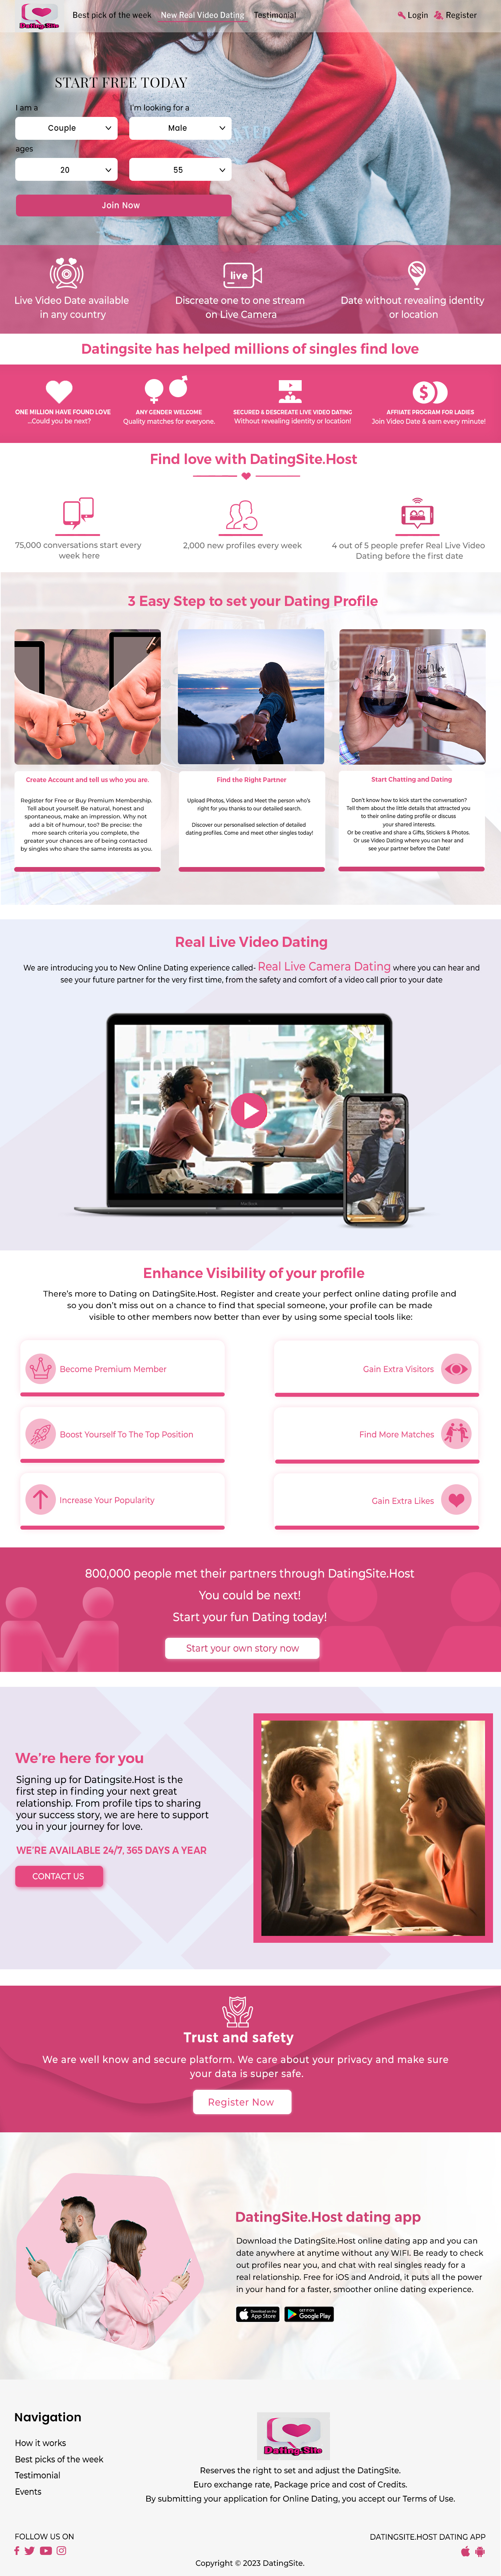 Dating.Site
Best pick of the week
New Real Video Dating
Testimonial
Login
Register
START FREE TODAY
I am a
I'm looking for a
Couple
Male
ages
20
55
Join Now
Live Video Date available
in any country
live
Discreate one to one stream
on Live Camera
Date without revealing identity
or location
Datingsite has helped millions of singles find love
ONE MILLION HAVE FOUND LOVE
...Could you be next?
ANY GENDER WELCOME
Quality matches for everyone.
SECURED & DESCREATE LIVE VIDEO DATING
Without revealing identity or location!
AFFIIATE PROGRAM FOR LADIES
Join Video Date & earn every minute!
Find love with DatingSite.Host
75,000 conversations start every
week here
2,000 new profiles every week
4 out of 5 people prefer Real Live Video
Dating before the first date
3 Easy Step to set your Dating Profile
Create Account and tell us who you are.
Register for Free or Buy Premium Membership.
Tell about yourself. Be natural, honest and
spontaneous, make an impression. Why not
add a bit of humour, too? Be precise: the
more search criteria you complete, the
greater your chances are of being contacted
by singles who share the same interests as you.
Find the Right Partner
Upload Photos, Videos and Meet the person who's
right for you thanks to our detailed search.
Discover our personalised selection of detailed
dating profiles. Come and meet other singles today!
Start Chatting and Dating
Don't know how to kick start the conversation?
Tell them about the little details that attracted you
to their online dating profile or discuss
your shared interests.
Or be creative and share a Gifts, Stickers & Photos.
Or use Video Dating where you can hear and
see your partner before the Date!
Real Live Video Dating
We are introducing you to New Online Dating experience called- Real Live Camera Dating where you can hear and
see your future partner for the very first time, from the safety and comfort of a video call prior to your date
Enhance Visibility of your profile
There's more to Dating on DatingSite.Host. Register and create your perfect online dating profile and
so you don't miss out on a chance to find that special someone, your profile can be made
visible to other members now better than ever by using some special tools like:
Become Premium Member
Gain Extra Visitors
Boost Yourself To The Top Position
Find More Matches
Increase Your Popularity
Gain Extra Likes
800,000 people met their partners through DatingSite.Host
You could be next!
Start your fun Dating today!
Start your own story now
We're here for you
Signing up for Datingsite.Host is the
first step in finding your next great
relationship. From profile tips to sharing
your success story, we are here to support
you in your journey for love.
WE'RE AVAILABLE 24/7, 365 DAYS A YEAR
CONTACT US
Trust and safety
We are well know and secure platform. We care about your privacy and make sure
your data is super safe.
Register Now
DatingSite.Host dating app
Download the DatingSite.Host online dating app and you can
date anywhere at anytime without any WIFI. Be ready to check
out profiles near you, and chat with real singles ready for a
real relationship. Free for iOS and Android, it puts all the power
in your hand for a faster, smoother online dating experience.
Download on the
App Store
GET IT ON
Google Play
Navigation
How it works
Best picks of the week
Testimonial
Events
Dating.Site
Reserves the right to set and adjust the DatingSite.
Euro exchange rate, Package price and cost of Credits.
By submitting your application for Online Dating, you accept our Terms of Use.
FOLLOW US ON
DATINGSITE.HOST DATING APP
Copyright © 2023 DatingSite.